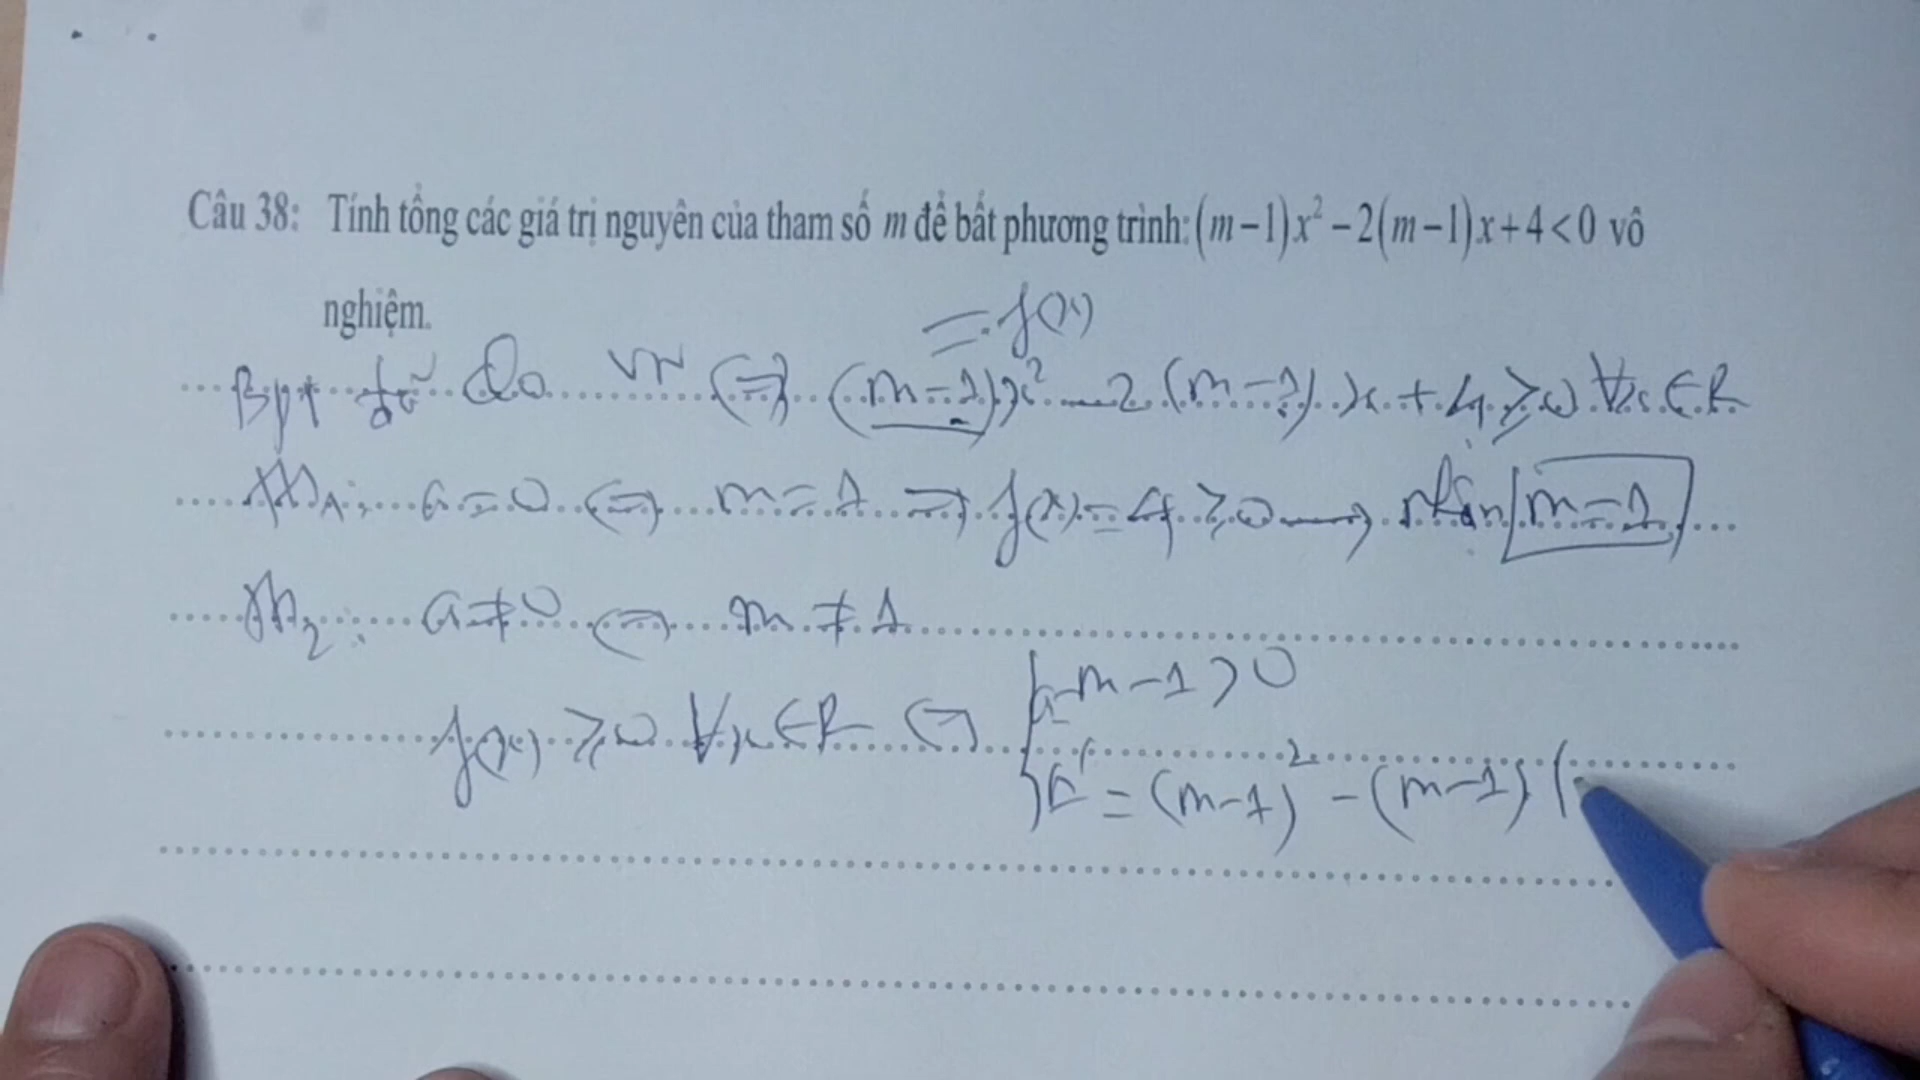 Câu 38: Tính tổng các giá trị nguyên của tham số m để bất phương trình: (m−1)x² −2(m−1)x+4<0 vô
nghiệm.
= f(x)
Bpt đã cho VN ⇔ (m−1)x² −2(m−1)x+4 ⩾0 ∀x∈R
TH₁: a=0 ⇔ m=1 ⇒ f(x)=4⩾0 → nhận m=1
TH₂: a≠0 ⇔ m≠1
f(x)⩾0 ∀x∈R ⇔ { a=m−1>0
Δ' = (m−1)² −(m−1)(